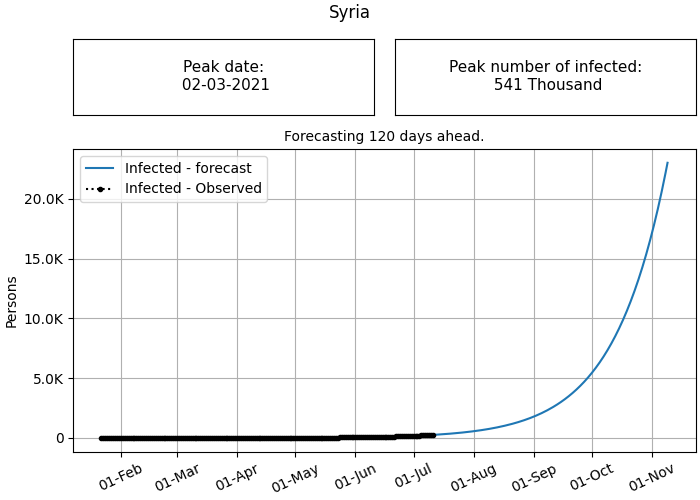 Syria
Peak date:
02-03-2021
Peak number of infected:
541 Thousand
Forecasting 120 days ahead.
Infected - forecast
Infected - Observed
Persons
20.0K
15.0K
10.0K
5.0K
0
01-Feb
01-Mar
01-Apr
01-May
01-Jun
01-Jul
01-Aug
01-Sep
01-Oct
01-Nov